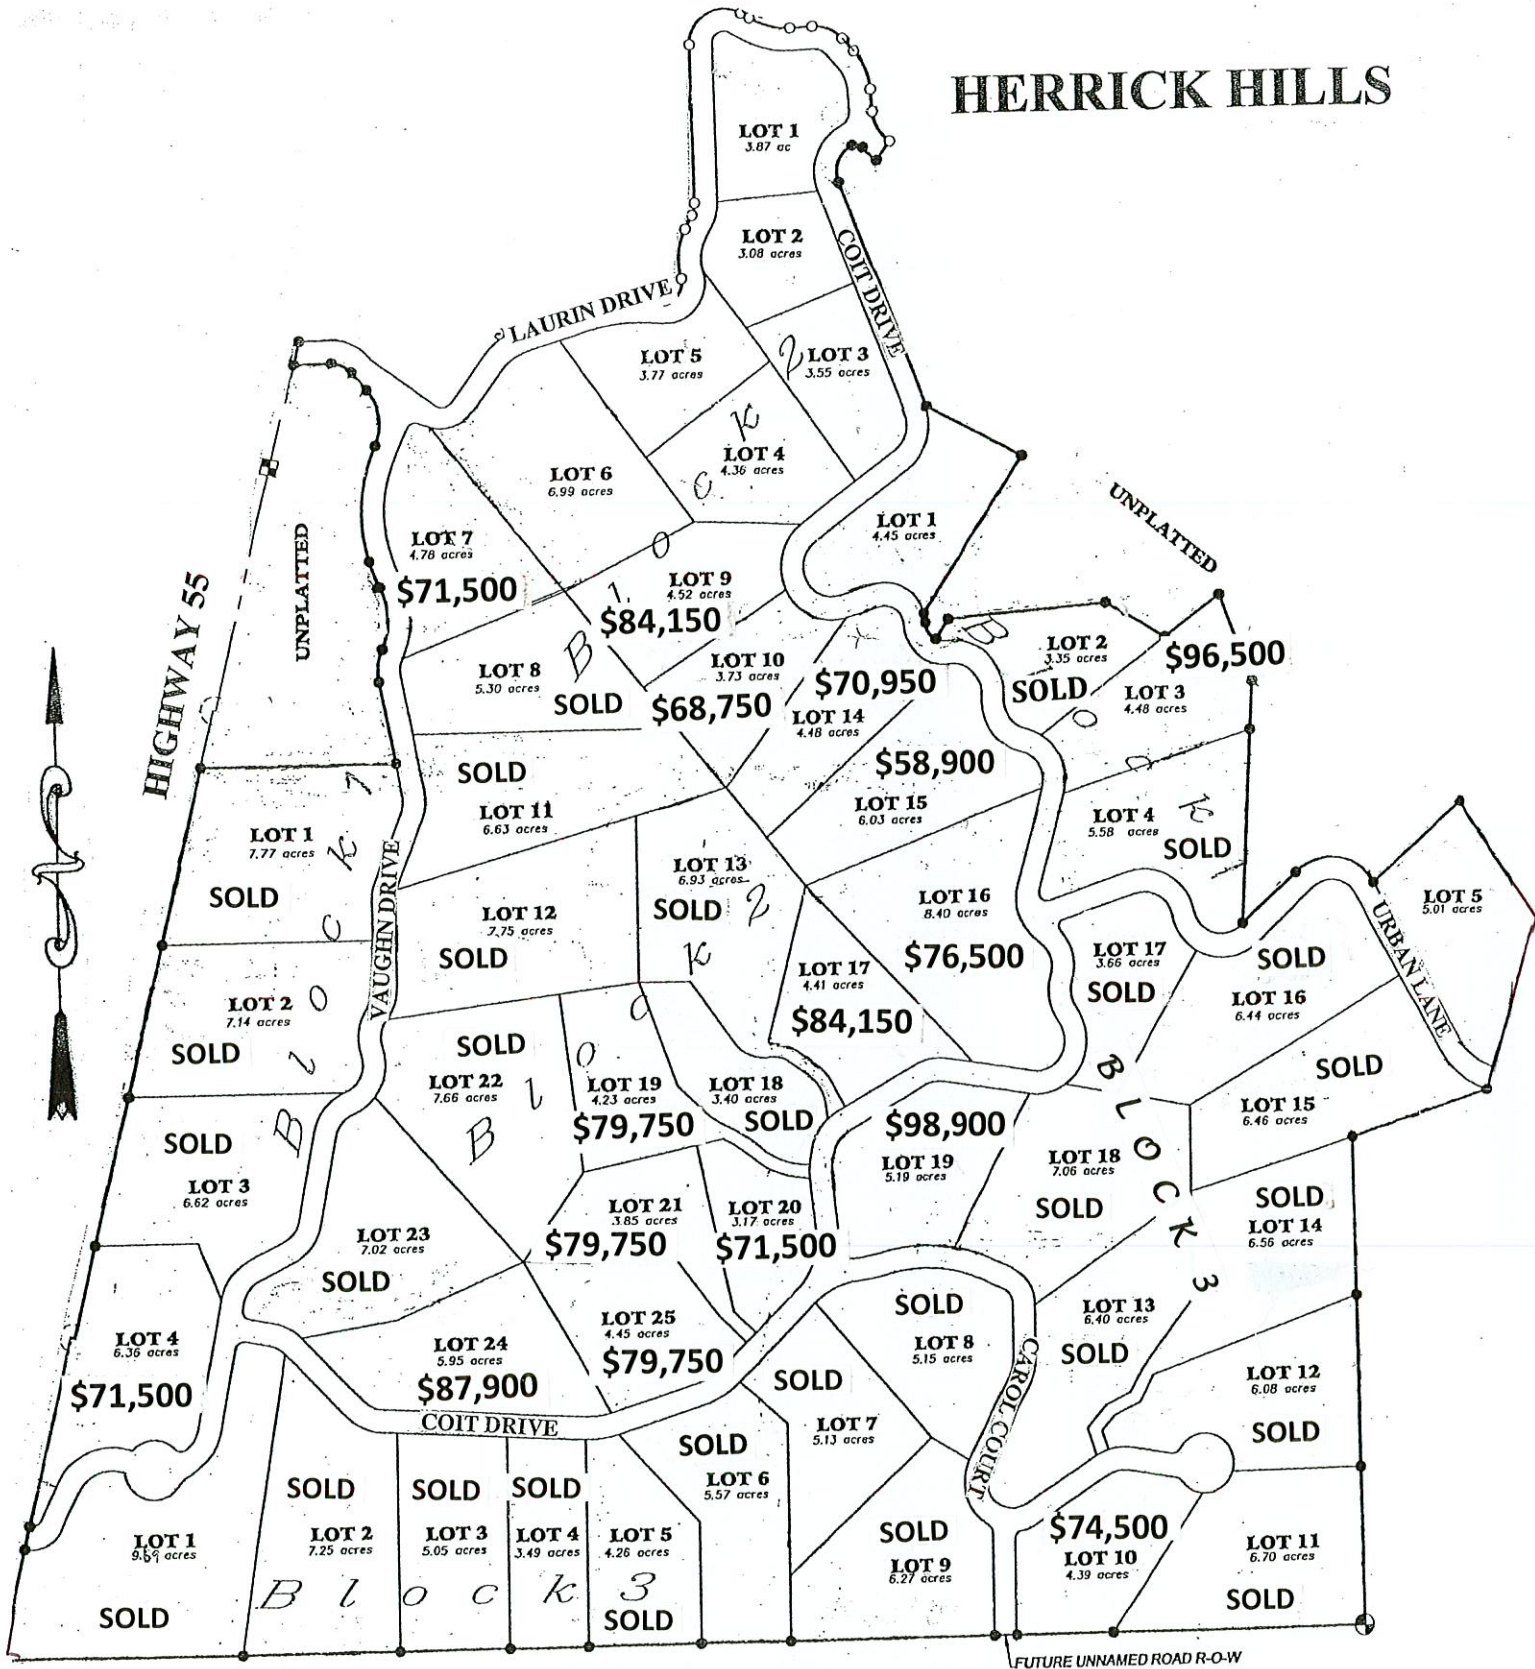 HERRICK HILLS
LOT 1
3.87 ac
LOT 2
3.08 acres
COIT DRIVE
LAURIN DRIVE
LOT 5
3.77 acres
2
LOT 3
3.55 acres
K
LOT 4
4.36 acres
c
LOT 6
6.99 acres
LOT 1
4.45 acres
UNPLATTED
LOT 7
4.78 acres
$71,500
UNPLATTED
HIGHWAY 55
o
LOT 9
4.52 acres
l
$84,150
B
LOT 8
5.30 acres
SOLD
LOT 10
3.73 acres
$68,750
$70,950
LOT 14
4.48 acres
B
LOT 2
3.35 acres
SOLD
$96,500
LOT 3
4.48 acres
l
o
c
k
1
SOLD
LOT 11
6.63 acres
$58,900
LOT 15
6.03 acres
LOT 4
5.58 acres
SOLD
LOT 1
7.77 acres
SOLD
VAUGHN DRIVE
LOT 13
6.93 acres
SOLD
2
K
LOT 12
7.75 acres
SOLD
LOT 16
8.40 acres
$76,500
LOT 5
5.01 acres
URBAN LANE
LOT 17
3.66 acres
SOLD
SOLD
LOT 16
6.44 acres
LOT 17
4.41 acres
$84,150
LOT 2
7.14 acres
SOLD
k
c
o
l
B
SOLD
LOT 22
7.66 acres
c
o
l
B
LOT 19
4.23 acres
$79,750
LOT 18
3.40 acres
SOLD
$98,900
LOT 19
5.19 acres
BLOCK 3
SOLD
LOT 15
6.46 acres
SOLD
LOT 3
6.62 acres
LOT 18
7.06 acres
SOLD
SOLD
LOT 14
6.56 acres
LOT 21
3.85 acres
$79,750
LOT 20
3.17 acres
$71,500
LOT 23
7.02 acres
SOLD
SOLD
LOT 8
5.15 acres
LOT 13
6.40 acres
SOLD
LOT 4
6.36 acres
$71,500
LOT 24
5.95 acres
$87,900
LOT 25
4.45 acres
$79,750
CAROL COURT
LOT 12
6.08 acres
SOLD
COIT DRIVE
SOLD
LOT 7
5.13 acres
SOLD
LOT 6
5.57 acres
SOLD
SOLD
SOLD
LOT 1
acres
SOLD
LOT 2
7.25 acres
LOT 3
5.05 acres
LOT 4
3.49 acres
LOT 5
4.26 acres
SOLD
Block 3
SOLD
LOT 9
6.27 acres
$74,500
LOT 10
4.39 acres
LOT 11
6.70 acres
SOLD
FUTURE UNNAMED ROAD R-O-W